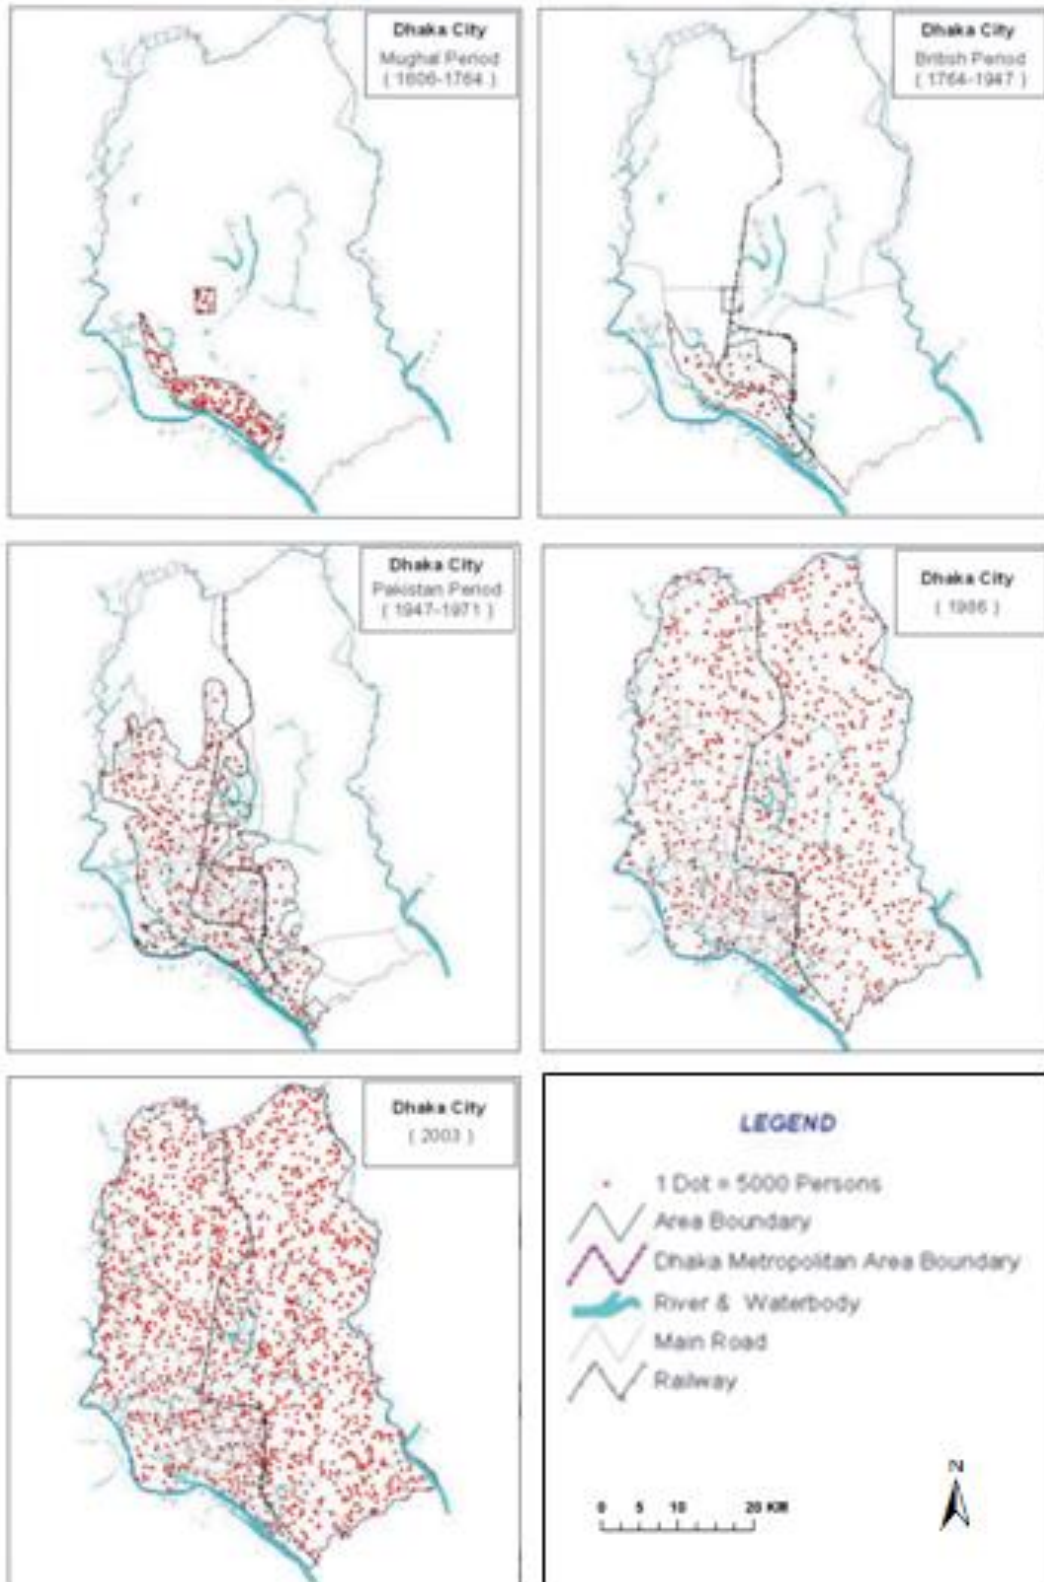 Dhaka City
Mughal Period
( 1606-1764 )
Dhaka City
British Period
( 1764-1947 )
Dhaka City
Pakistan Period
( 1947-1971 )
Dhaka City
( 1986 )
Dhaka City
( 2003 )
LEGEND
1 Dot = 5000 Persons
Area Boundary
Dhaka Metropolitan Area Boundary
River & Waterbody
Main Road
Railway
N
0 5 10 20 KM